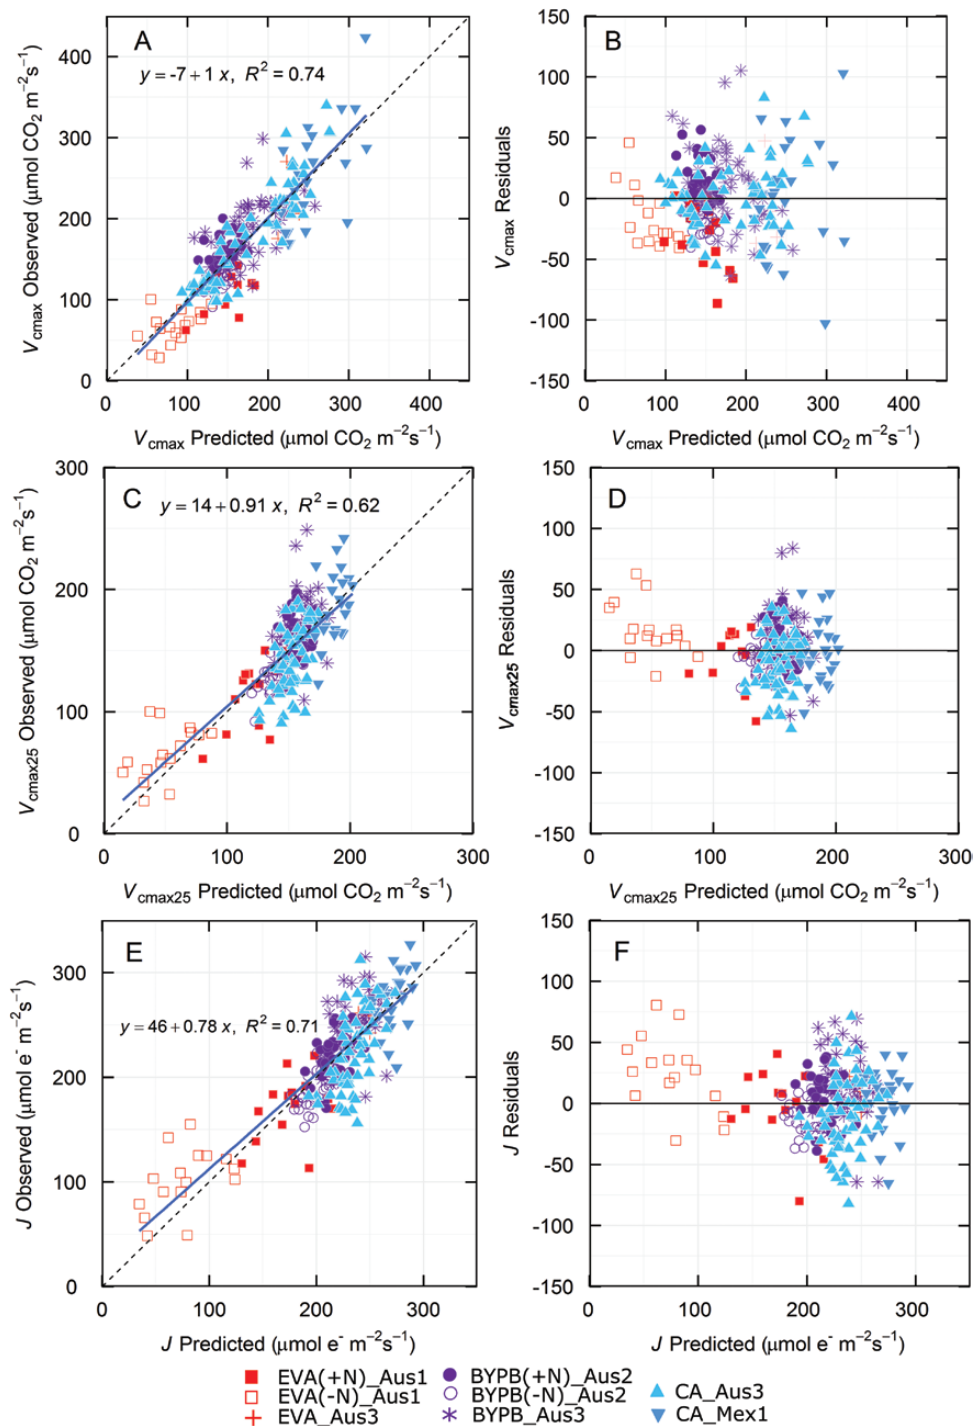 A
y = -7 + 1 x, R² = 0.74
400
300
200
100
0
0 100 200 300 400
Vcmax Observed (μmol CO₂ m⁻²s⁻¹)
Vcmax Predicted (μmol CO₂ m⁻²s⁻¹)
B
150
100
50
0
-50
-100
-150
0 100 200 300 400
Vcmax Residuals
Vcmax Predicted (μmol CO₂ m⁻²s⁻¹)
C
y = 14 + 0.91 x, R² = 0.62
300
200
100
0
0 100 200 300
Vcmax25 Observed (μmol CO₂ m⁻²s⁻¹)
Vcmax25 Predicted (μmol CO₂ m⁻²s⁻¹)
D
150
100
50
0
-50
-100
-150
0 100 200 300
Vcmax25 Residuals
Vcmax25 Predicted (μmol CO₂ m⁻²s⁻¹)
E
y = 46 + 0.78 x, R² = 0.71
300
200
100
0
0 100 200 300
J Observed (μmol e⁻ m⁻²s⁻¹)
J Predicted (μmol e⁻ m⁻²s⁻¹)
F
150
100
50
0
-50
-100
-150
0 100 200 300
J Residuals
J Predicted (μmol e⁻ m⁻²s⁻¹)
EVA(+N)_Aus1
EVA(-N)_Aus1
EVA_Aus3
BYPB(+N)_Aus2
BYPB(-N)_Aus2
BYPB_Aus3
CA_Aus3
CA_Mex1